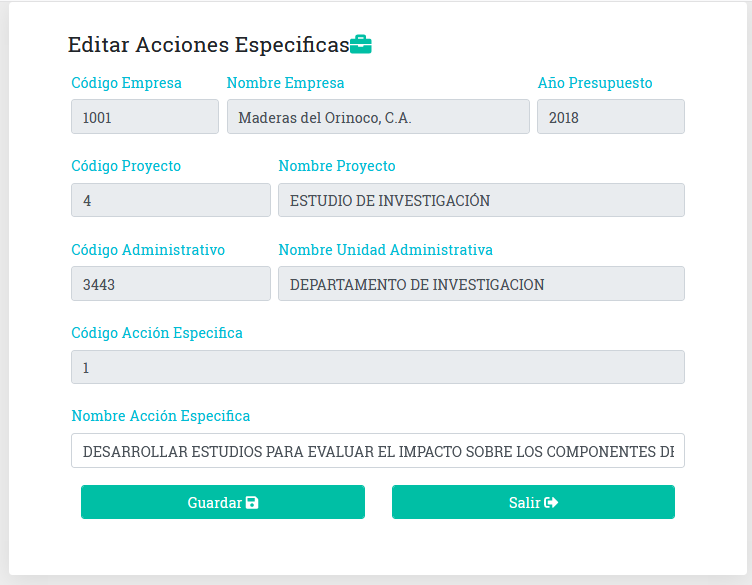 Editar Acciones Especificas
Código Empresa Nombre Empresa Año Presupuesto
1001 Maderas del Orinoco, C.A. 2018
Código Proyecto Nombre Proyecto
4 ESTUDIO DE INVESTIGACIÓN
Código Administrativo Nombre Unidad Administrativa
3443 DEPARTAMENTO DE INVESTIGACION
Código Acción Especifica
1
Nombre Acción Especifica
DESARROLLAR ESTUDIOS PARA EVALUAR EL IMPACTO SOBRE LOS COMPONENTES
Guardar Salir